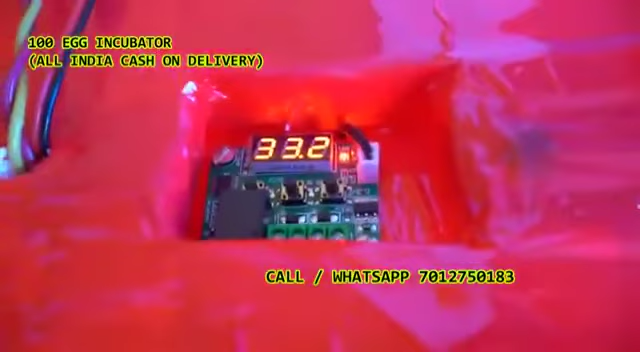 100 EGG INCUBATOR
(ALL INDIA CASH ON DELIVERY)
33.2
CALL / WHATSAPP 7012750183